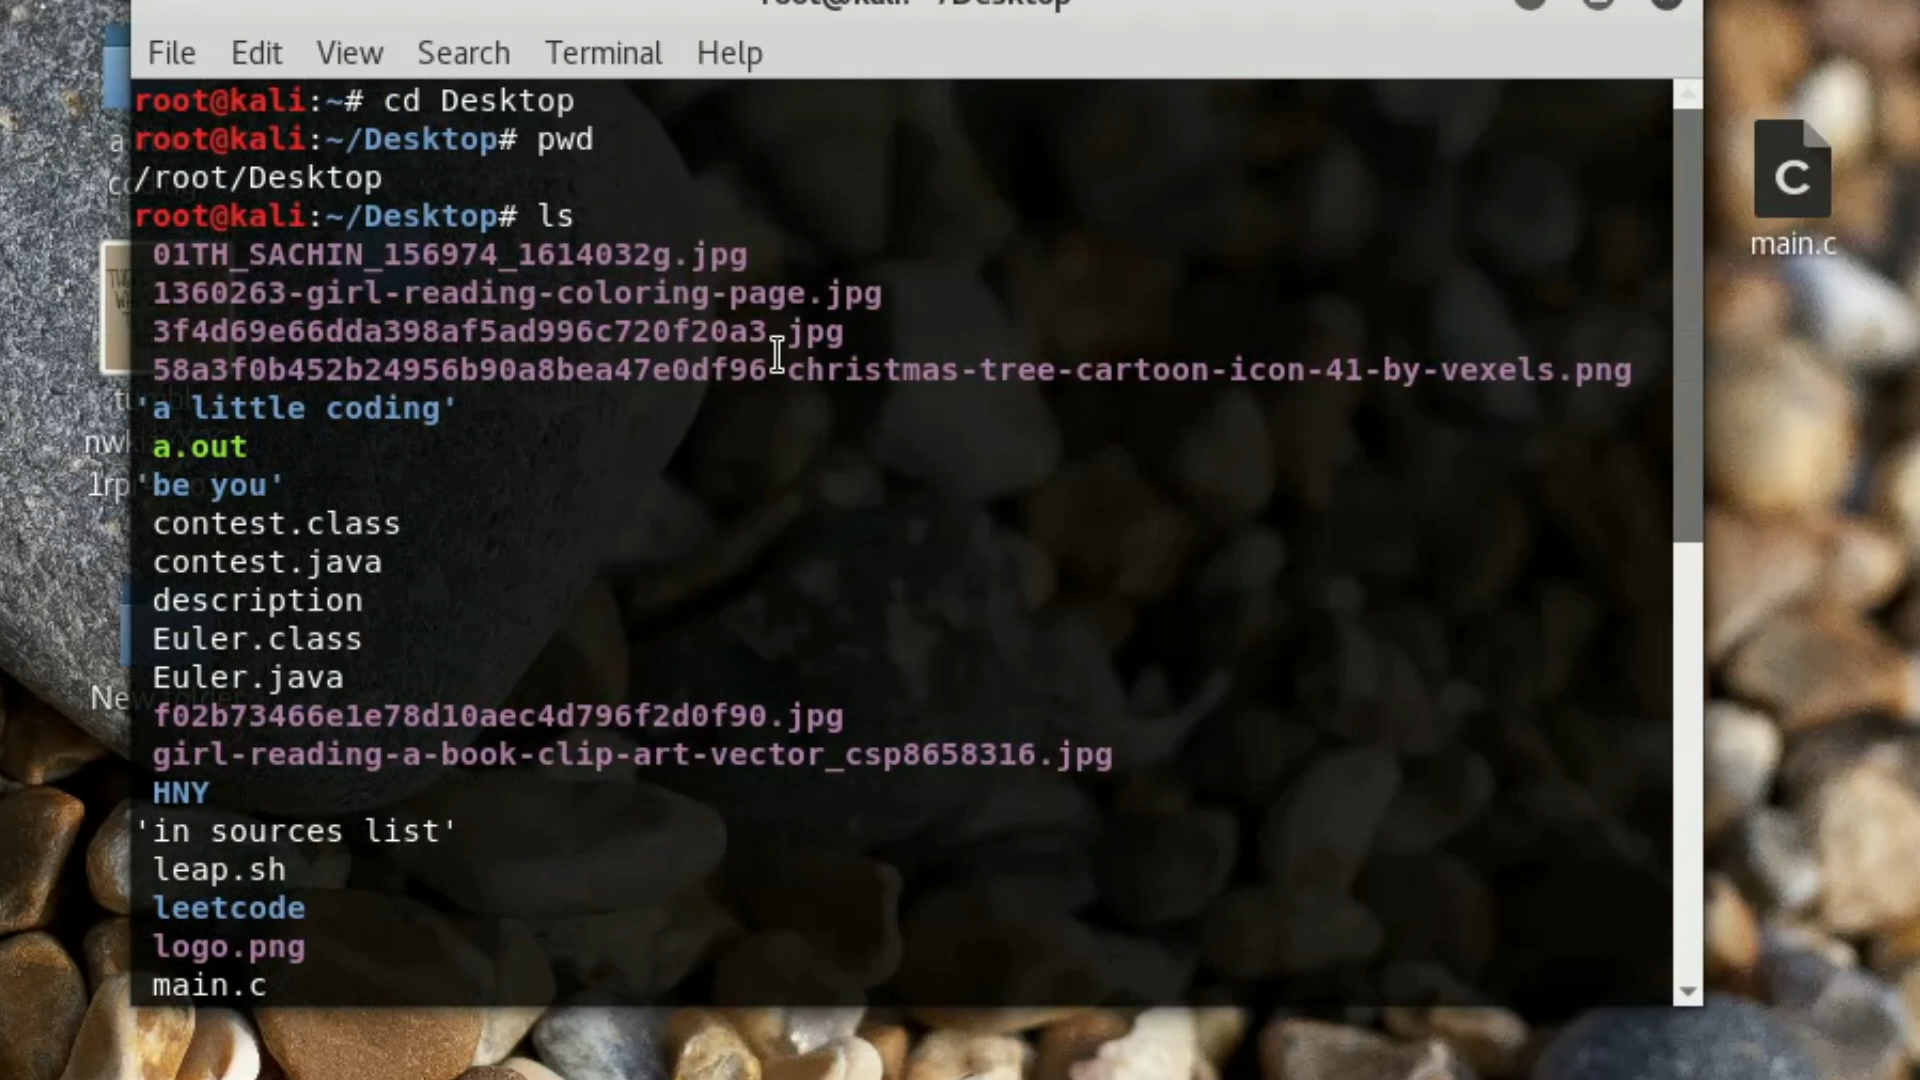 File Edit View Search Terminal Help
root@kali:~# cd Desktop
root@kali:~/Desktop# pwd
/root/Desktop
root@kali:~/Desktop# ls
01TH_SACHIN_156974_1614032g.jpg
1360263-girl-reading-coloring-page.jpg
3f4d69e66dda398af5ad996c720f20a3.jpg
58a3f0b452b24956b90a8bea47e0df96-christmas-tree-cartoon-icon-41-by-vexels.png
'a little coding'
a.out
'be you'
contest.class
contest.java
description
Euler.class
Euler.java
f02b73466e1e78d10aec4d796f2d0f90.jpg
girl-reading-a-book-clip-art-vector_csp8658316.jpg
HNY
'in sources list'
leap.sh
leetcode
logo.png
main.c
C
main.c